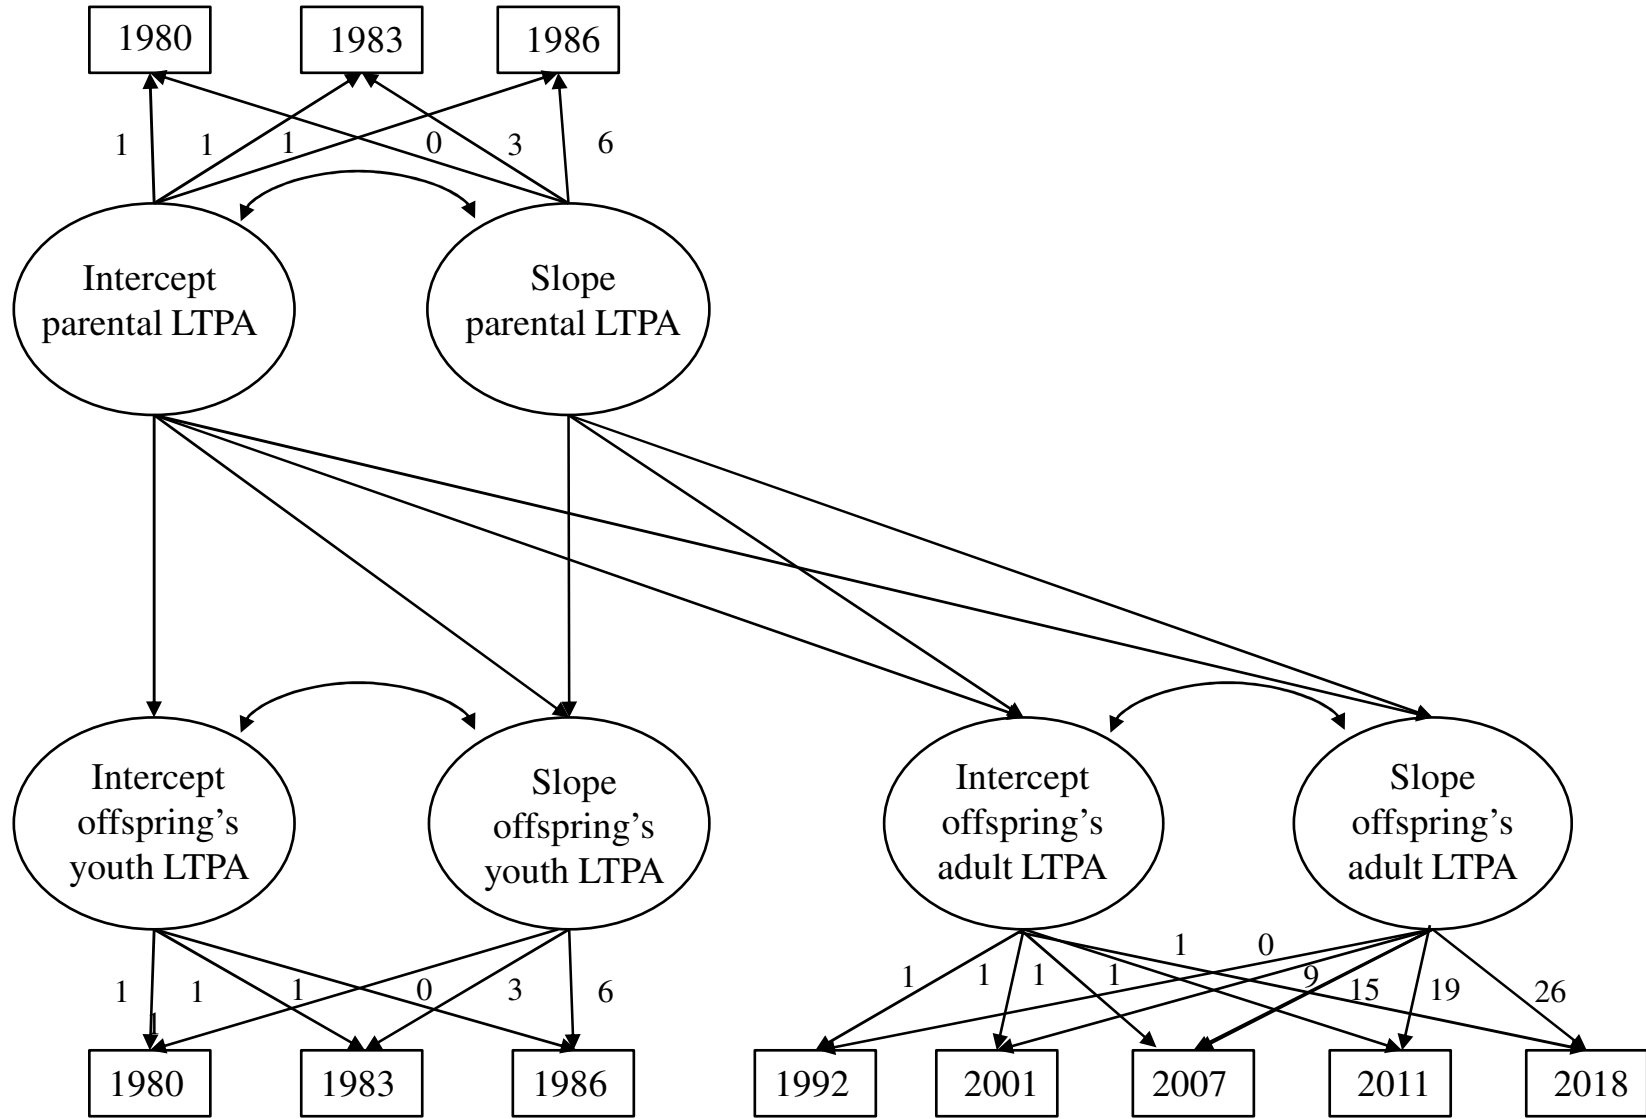 1980 1983 1986
1 1 1 0 3 6
Intercept
parental LTPA
Slope
parental LTPA
Intercept
offspring’s
youth LTPA
Slope
offspring’s
youth LTPA
Intercept
offspring’s
adult LTPA
Slope
offspring’s
adult LTPA
1 1 1 0 3 6
1
1 1 1 1 1 0 9 15 19 26
1980 1983 1986 1992 2001 2007 2011 2018